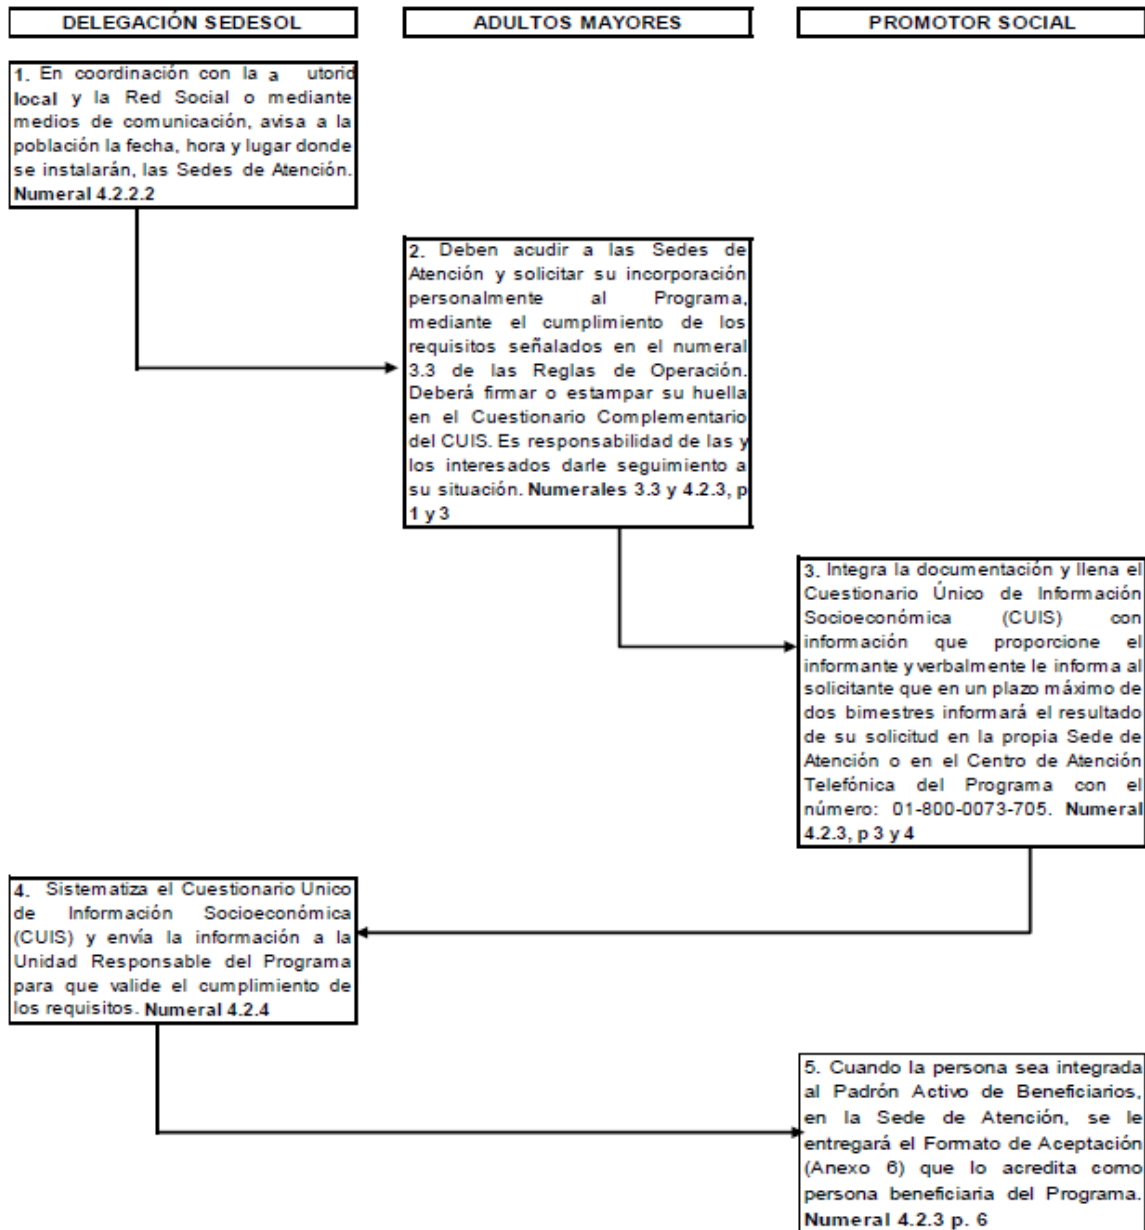 DELEGACIÓN SEDESOL
ADULTOS MAYORES
PROMOTOR SOCIAL
1. En coordinación con la a utorid
local y la Red Social o mediante
medios de comunicación, avisa a la
población la fecha, hora y lugar donde
se instalarán, las Sedes de Atención.
Numeral 4.2.2.2
2. Deben acudir a las Sedes de
Atención y solicitar su incorporación
personalmente al Programa,
mediante el cumplimiento de los
requisitos señalados en el numeral
3.3 de las Reglas de Operación.
Deberá firmar o estampar su huella
en el Cuestionario Complementario
del CUIS. Es responsabilidad de las y
los interesados darle seguimiento a
su situación. Numerales 3.3 y 4.2.3, p
1 y 3
3. Integra la documentación y llena el
Cuestionario Único de Información
Socioeconómica (CUIS) con
información que proporcione el
informante y verbalmente le informa al
solicitante que en un plazo máximo de
dos bimestres informará el resultado
de su solicitud en la propia Sede de
Atención o en el Centro de Atención
Telefónica del Programa con el
número: 01-800-0073-705. Numeral
4.2.3, p 3 y 4
4. Sistematiza el Cuestionario Unico
de Información Socioeconómica
(CUIS) y envía la información a la
Unidad Responsable del Programa
para que valide el cumplimiento de
los requisitos. Numeral 4.2.4
5. Cuando la persona sea integrada
al Padrón Activo de Beneficiarios,
en la Sede de Atención, se le
entregará el Formato de Aceptación
(Anexo 6) que lo acredita como
persona beneficiaria del Programa.
Numeral 4.2.3 p. 6